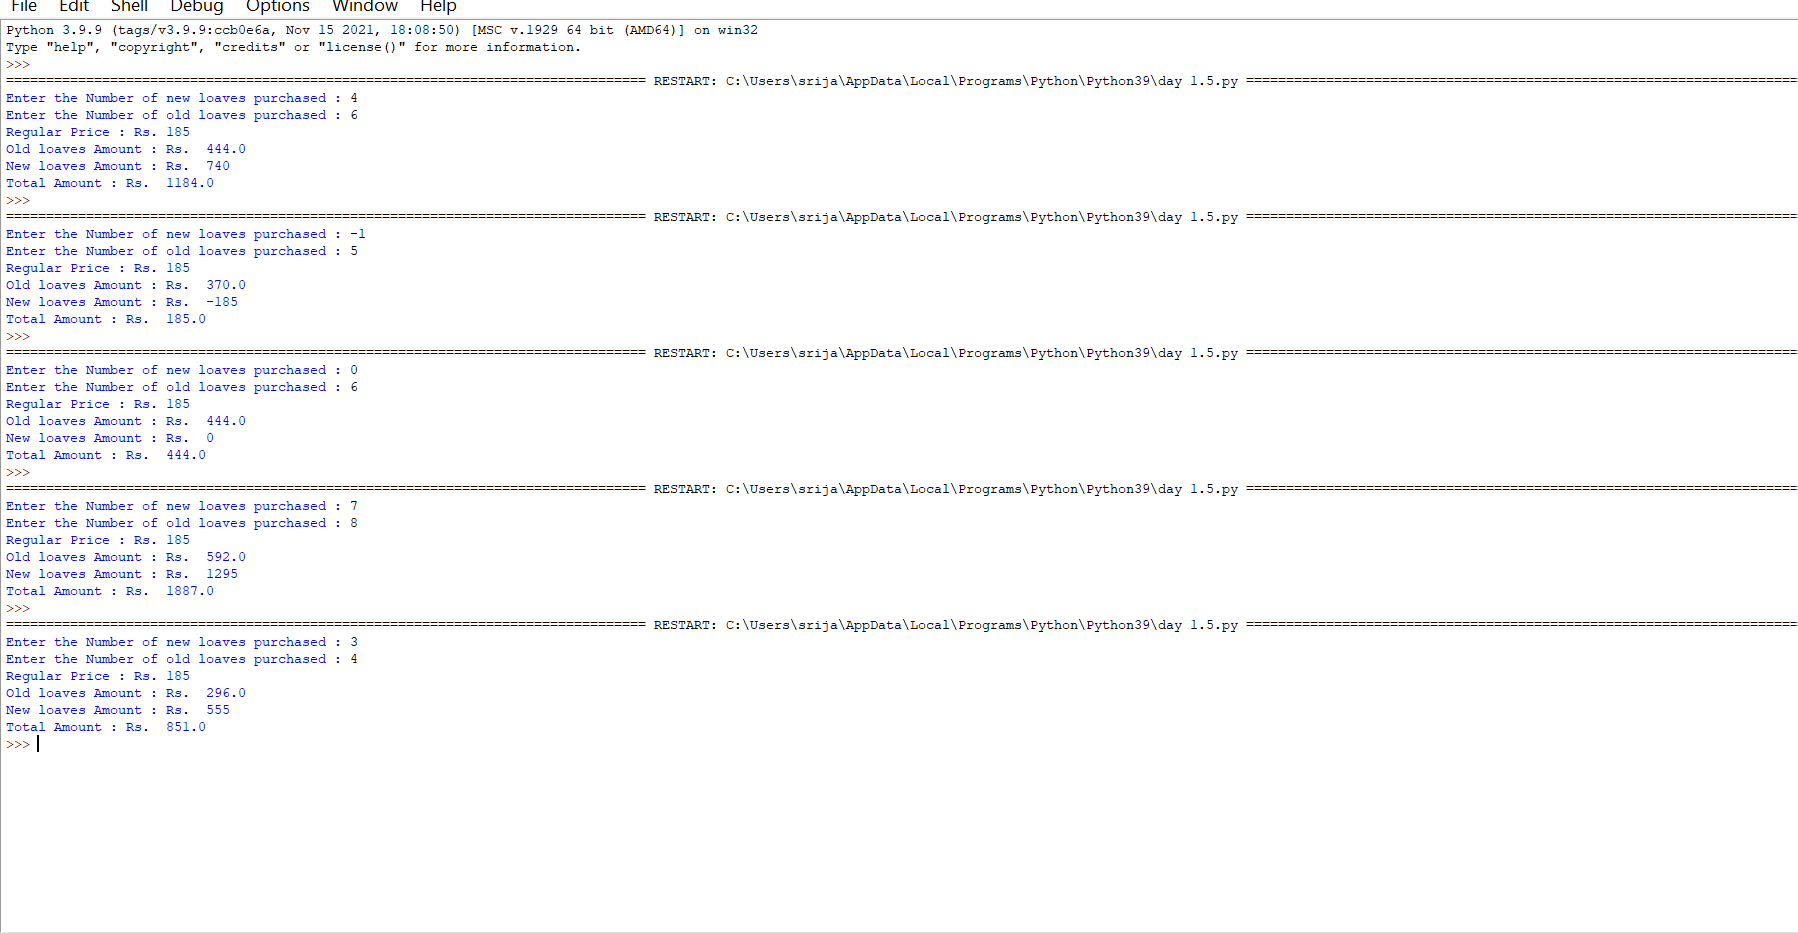 File Edit Shell Debug Options Window Help
Python 3.9.9 (tags/v3.9.9:ccb0e6a, Nov 15 2021, 18:08:50) [MSC v.1929 64 bit (AMD64)] on win32
Type "help", "copyright", "credits" or "license()" for more information.
>>>
================================================================================ RESTART: C:\Users\srija\AppData\Local\Programs\Python\Python39\day 1.5.py =====================================================================
Enter the Number of new loaves purchased : 4
Enter the Number of old loaves purchased : 6
Regular Price : Rs. 185
Old loaves Amount : Rs.  444.0
New loaves Amount : Rs.  740
Total Amount : Rs.  1184.0
>>>
================================================================================ RESTART: C:\Users\srija\AppData\Local\Programs\Python\Python39\day 1.5.py =====================================================================
Enter the Number of new loaves purchased : -1
Enter the Number of old loaves purchased : 5
Regular Price : Rs. 185
Old loaves Amount : Rs.  370.0
New loaves Amount : Rs.  -185
Total Amount : Rs.  185.0
>>>
================================================================================ RESTART: C:\Users\srija\AppData\Local\Programs\Python\Python39\day 1.5.py =====================================================================
Enter the Number of new loaves purchased : 0
Enter the Number of old loaves purchased : 6
Regular Price : Rs. 185
Old loaves Amount : Rs.  444.0
New loaves Amount : Rs.  0
Total Amount : Rs.  444.0
>>>
================================================================================ RESTART: C:\Users\srija\AppData\Local\Programs\Python\Python39\day 1.5.py =====================================================================
Enter the Number of new loaves purchased : 7
Enter the Number of old loaves purchased : 8
Regular Price : Rs. 185
Old loaves Amount : Rs.  592.0
New loaves Amount : Rs.  1295
Total Amount : Rs.  1887.0
>>>
================================================================================ RESTART: C:\Users\srija\AppData\Local\Programs\Python\Python39\day 1.5.py =====================================================================
Enter the Number of new loaves purchased : 3
Enter the Number of old loaves purchased : 4
Regular Price : Rs. 185
Old loaves Amount : Rs.  296.0
New loaves Amount : Rs.  555
Total Amount : Rs.  851.0
>>>